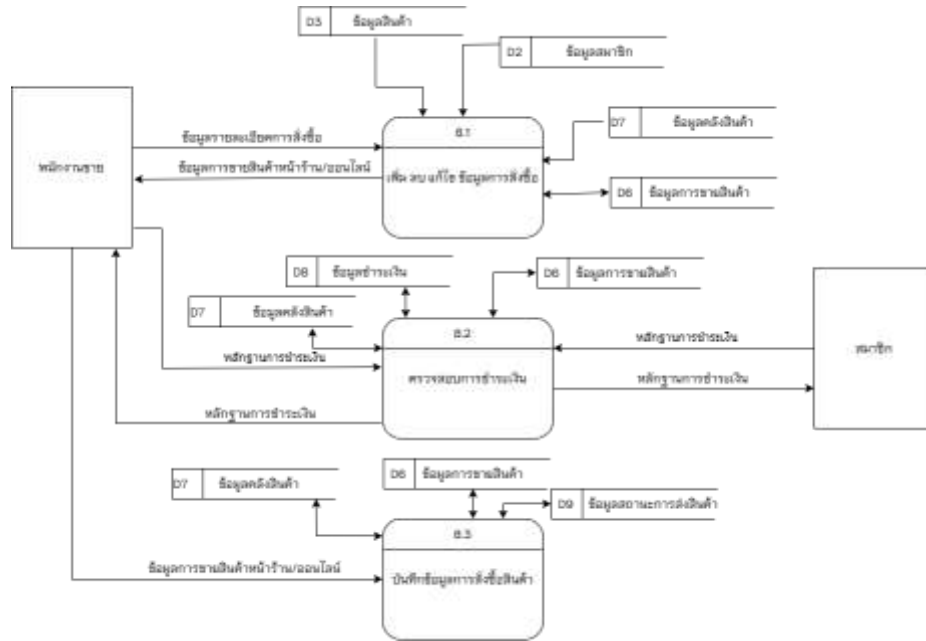 D3 ข้อมูลสินค้า
D2 ข้อมูลสมาชิก
พนักงานขาย
ข้อมูลรายละเอียดการสั่งซื้อ
ข้อมูลการขายสินค้าหน้าร้าน/ออนไลน์
6.1
เพิ่ม ลบ แก้ไข ข้อมูลการสั่งซื้อ
D7 ข้อมูลคลังสินค้า
D6 ข้อมูลการขายสินค้า
D8 ข้อมูลชำระเงิน
D6 ข้อมูลการขายสินค้า
D7 ข้อมูลคลังสินค้า
6.2
ตรวจสอบการชำระเงิน
หลักฐานการชำระเงิน
หลักฐานการชำระเงิน
หลักฐานการชำระเงิน
หลักฐานการชำระเงิน
สมาชิก
D7 ข้อมูลคลังสินค้า
D6 ข้อมูลการขายสินค้า
D9 ข้อมูลสถานะการส่งสินค้า
6.3
บันทึกข้อมูลการสั่งซื้อสินค้า
ข้อมูลการขายสินค้าหน้าร้าน/ออนไลน์